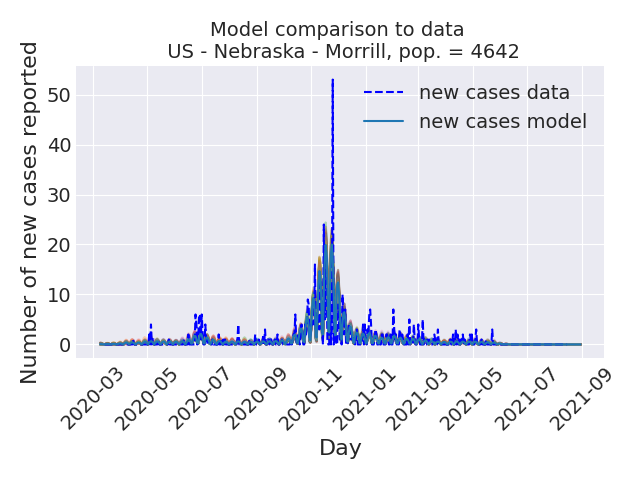 Model comparison to data
US - Nebraska - Morrill, pop. = 4642
Number of new cases reported
50
40
30
20
10
0
new cases data
new cases model
2020-03
2020-05
2020-07
2020-09
2020-11
2021-01
2021-03
2021-05
2021-07
2021-09
Day